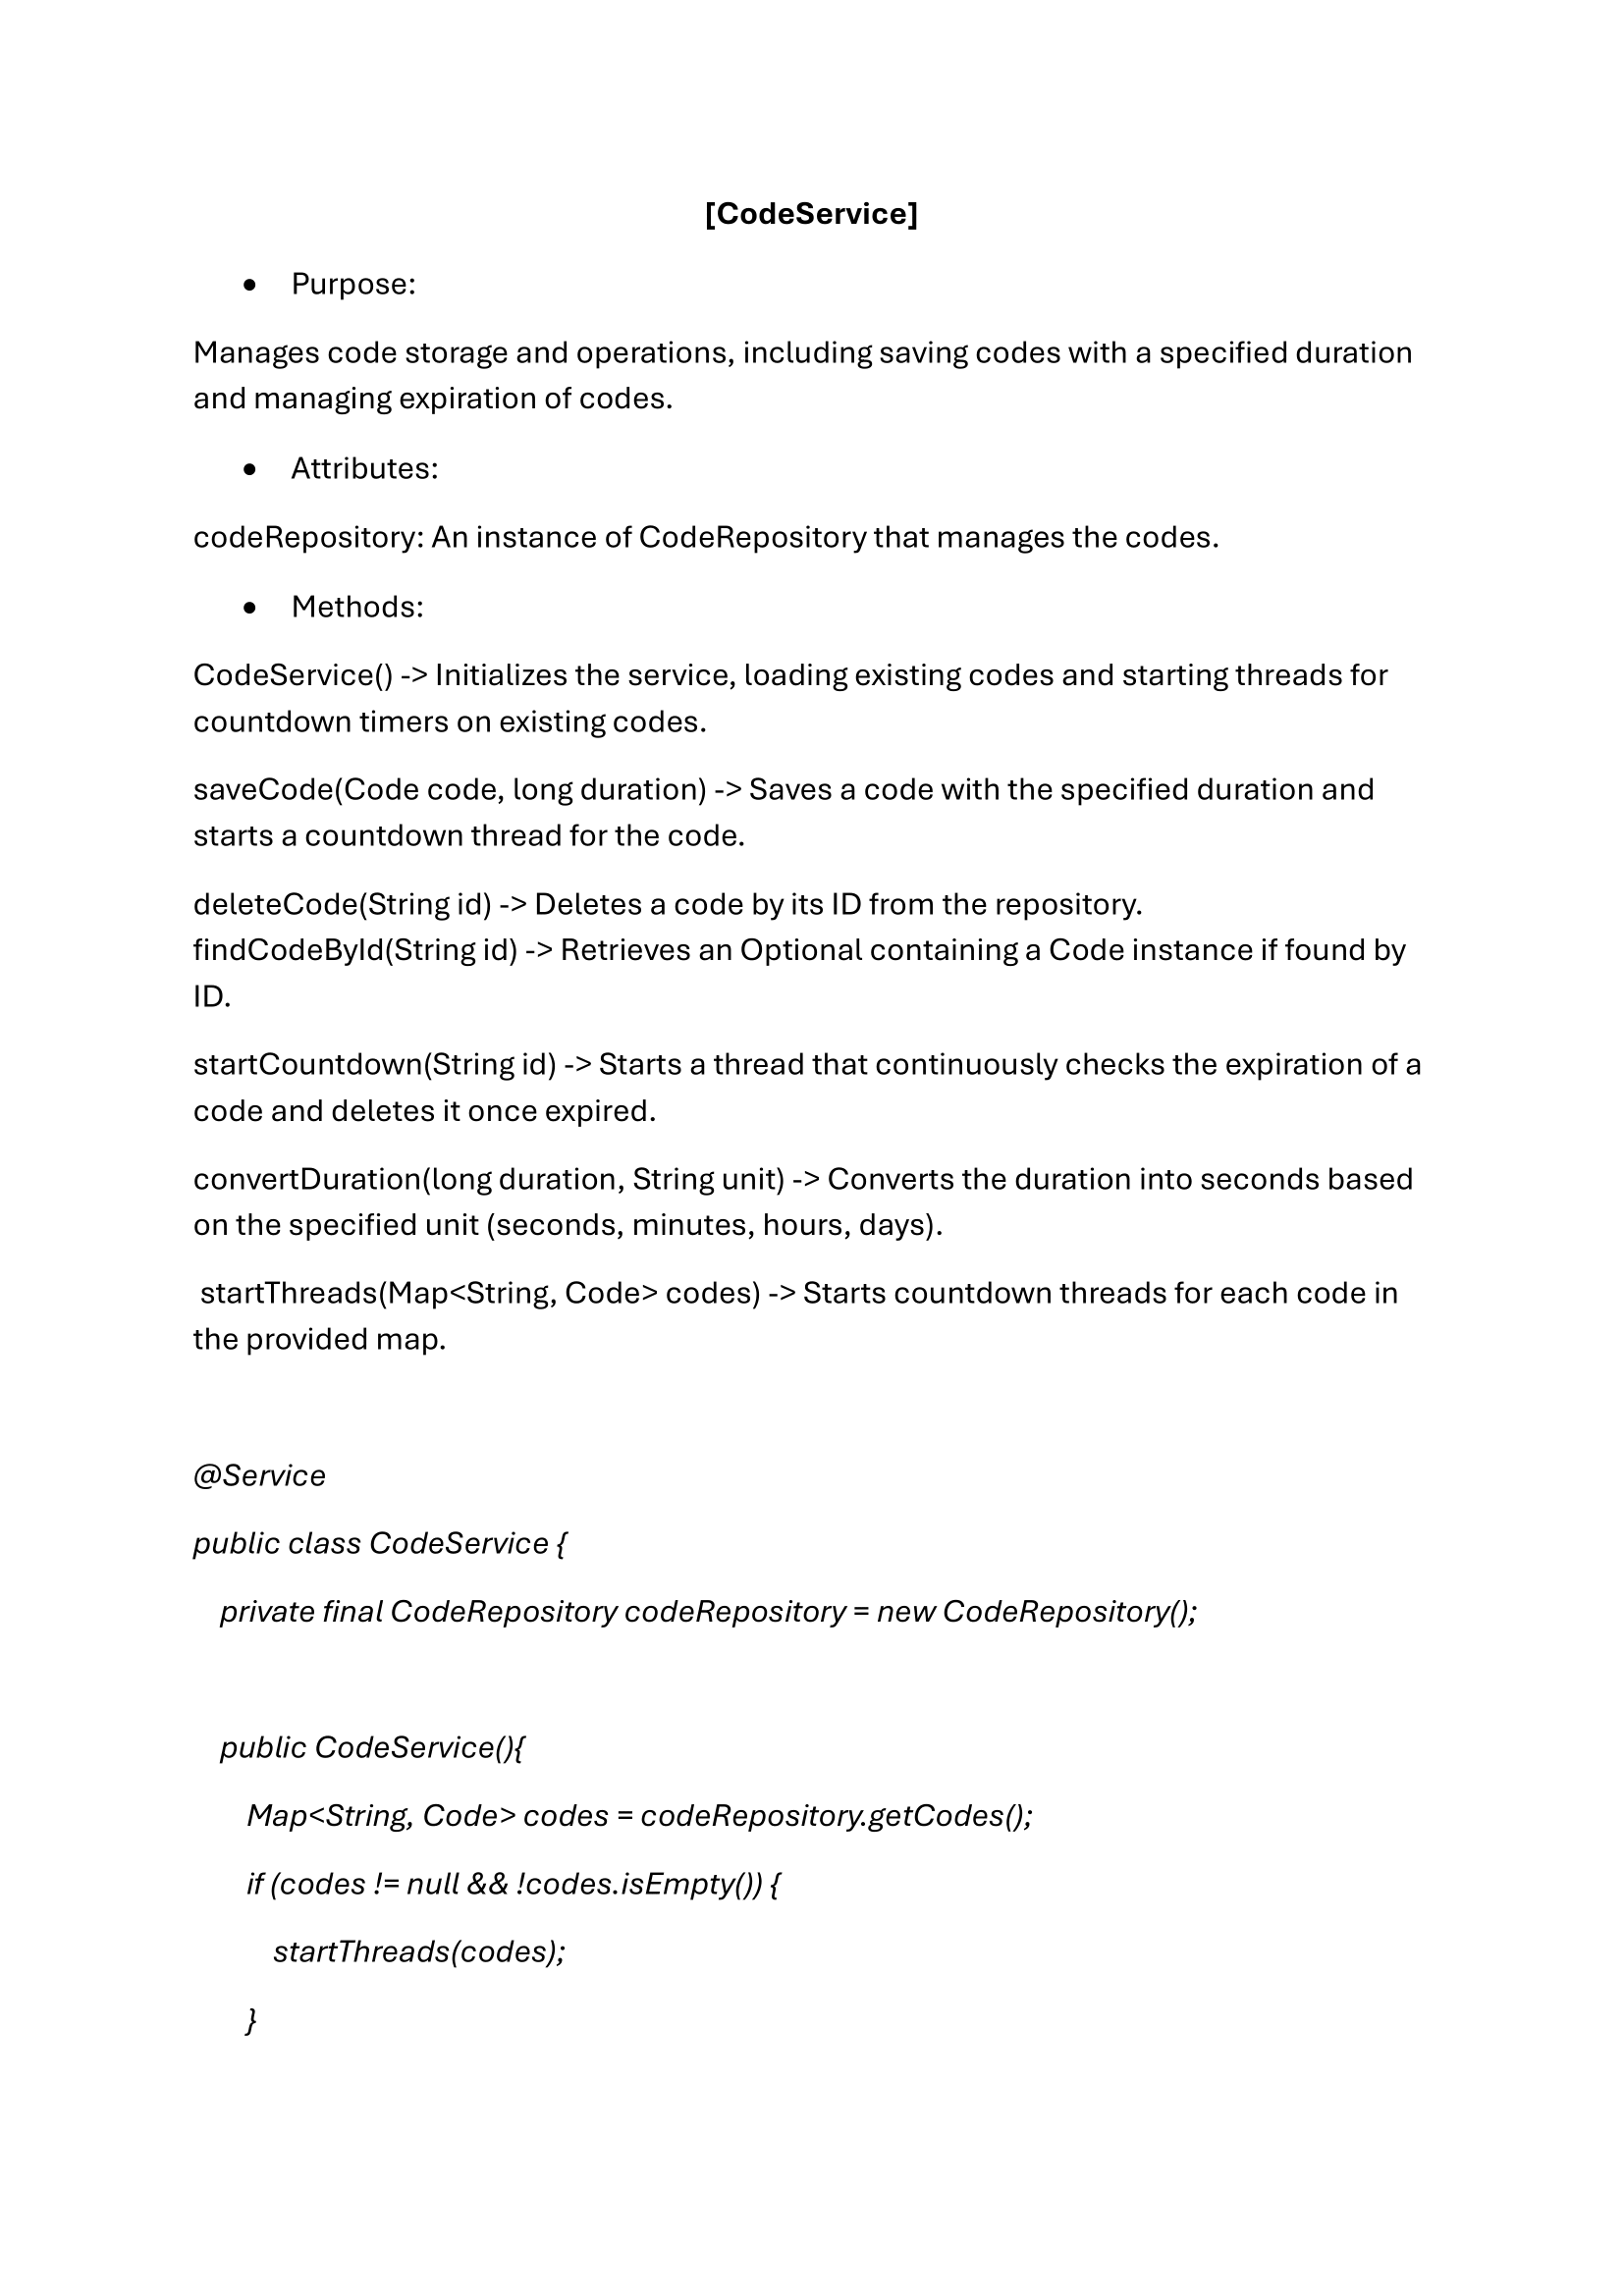 [CodeService]
• Purpose:
Manages code storage and operations, including saving codes with a specified duration
and managing expiration of codes.
• Attributes:
codeRepository: An instance of CodeRepository that manages the codes.
• Methods:
CodeService() -> Initializes the service, loading existing codes and starting threads for
countdown timers on existing codes.
saveCode(Code code, long duration) -> Saves a code with the specified duration and
starts a countdown thread for the code.
deleteCode(String id) -> Deletes a code by its ID from the repository.
findCodeById(String id) -> Retrieves an Optional containing a Code instance if found by
ID.
startCountdown(String id) -> Starts a thread that continuously checks the expiration of a
code and deletes it once expired.
convertDuration(long duration, String unit) -> Converts the duration into seconds based
on the specified unit (seconds, minutes, hours, days).
startThreads(Map<String, Code> codes) -> Starts countdown threads for each code in
the provided map.
@Service
public class CodeService {
private final CodeRepository codeRepository = new CodeRepository();
public CodeService(){
Map<String, Code> codes = codeRepository.getCodes();
if (codes != null && !codes.isEmpty()) {
startThreads(codes);
}